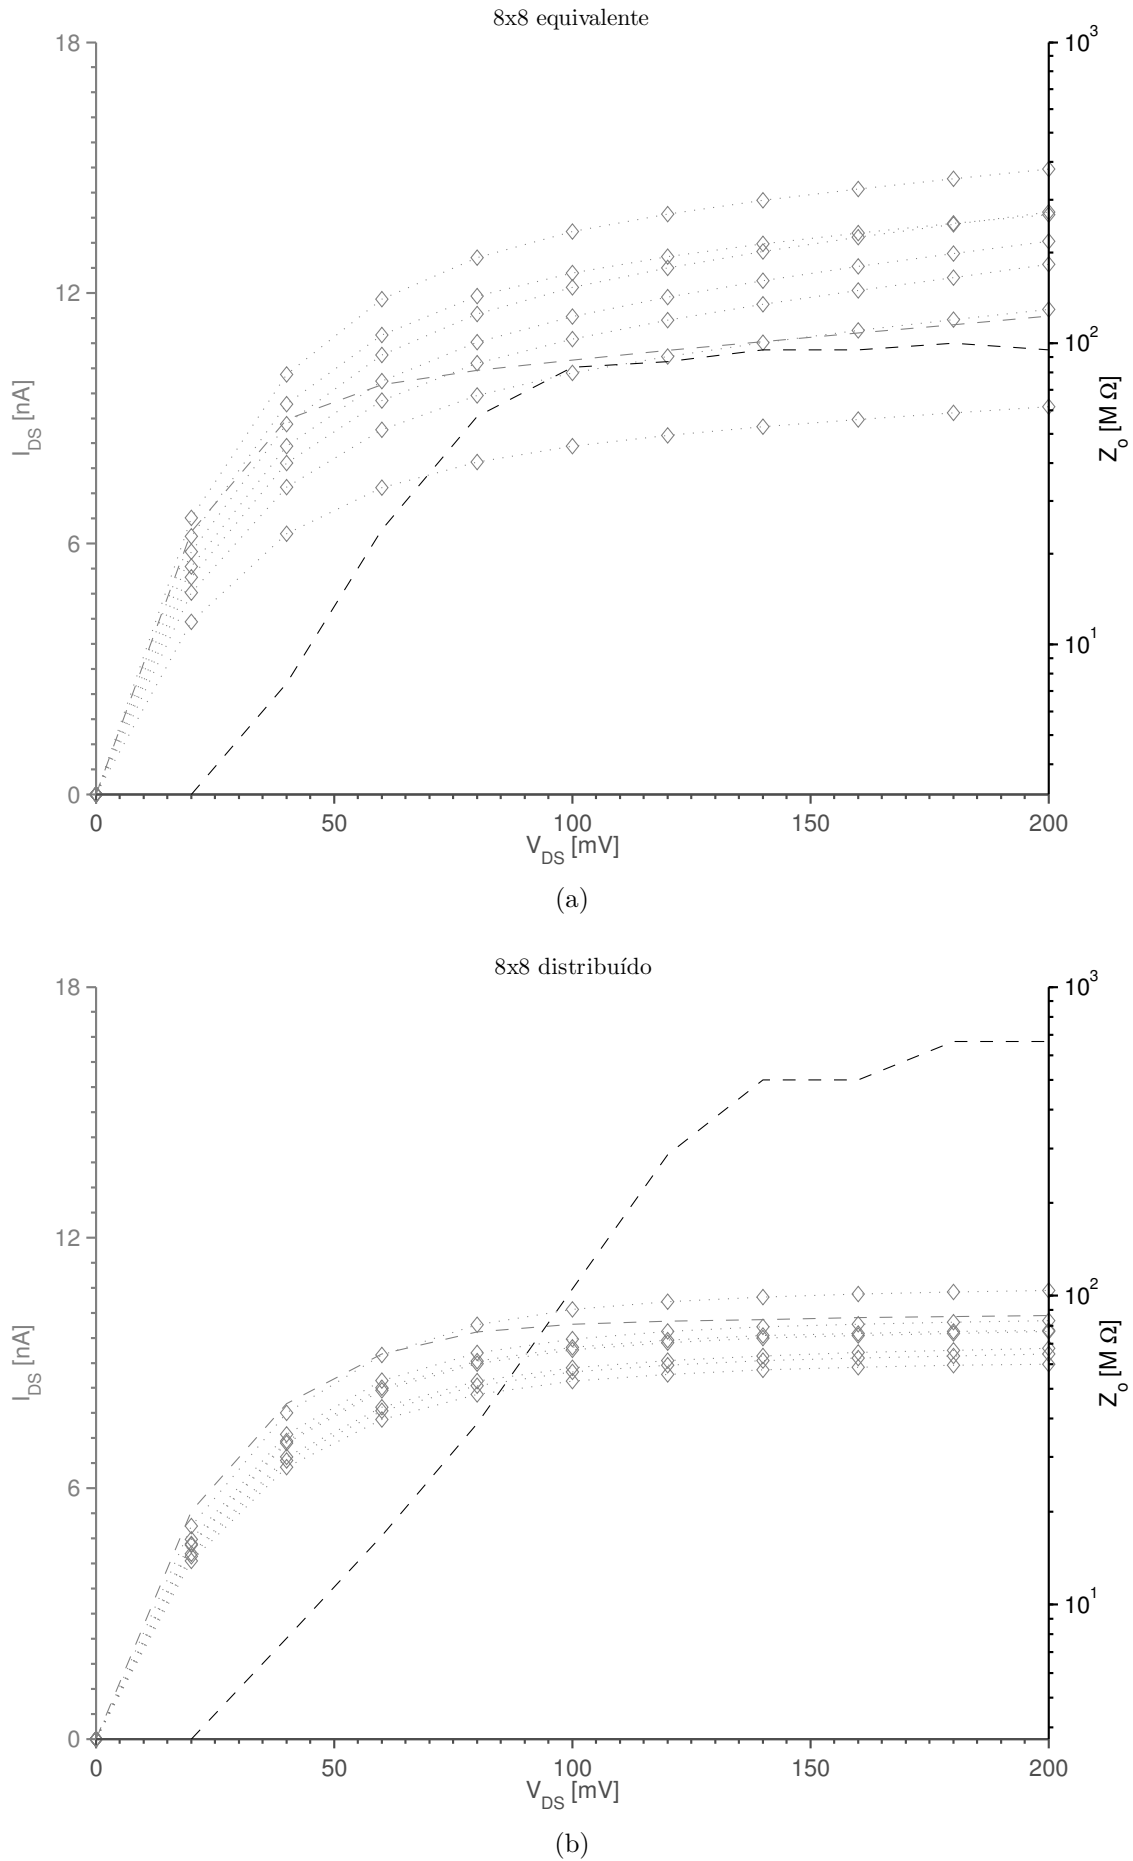 8x8 equivalente
18
12
6
0
I_DS [nA]
10^3
10^2
10^1
Z_o [M Ω]
0
50
100
150
200
V_DS [mV]
(a)
8x8 distribuído
18
12
6
0
I_DS [nA]
10^3
10^2
10^1
Z_o [M Ω]
0
50
100
150
200
V_DS [mV]
(b)